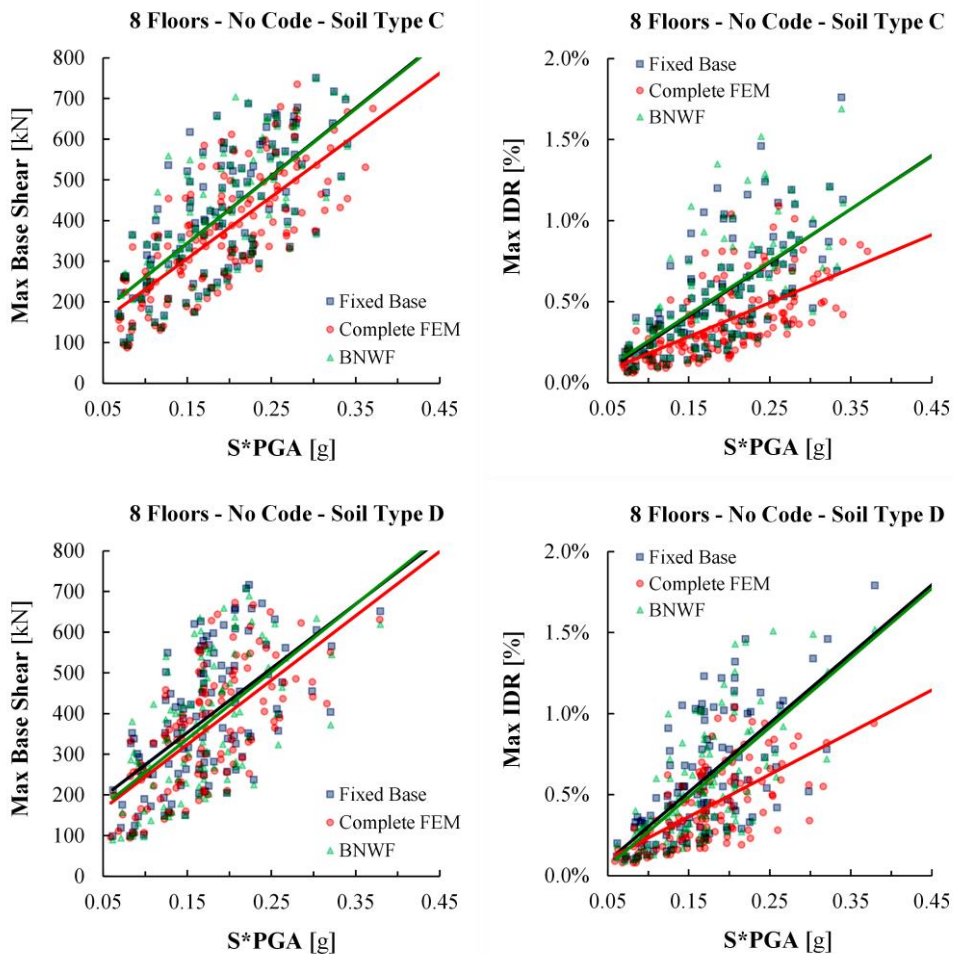 8 Floors - No Code - Soil Type C
Max Base Shear [kN]
800
700
600
500
400
300
200
100
0
Fixed Base
Complete FEM
BNWF
0.05 0.15 0.25 0.35 0.45
S*PGA [g]
8 Floors - No Code - Soil Type C
Max IDR [%]
2.0%
1.5%
1.0%
0.5%
0.0%
Fixed Base
Complete FEM
BNWF
0.05 0.15 0.25 0.35 0.45
S*PGA [g]
8 Floors - No Code - Soil Type D
Max Base Shear [kN]
800
700
600
500
400
300
200
100
0
Fixed Base
Complete FEM
BNWF
0.05 0.15 0.25 0.35 0.45
S*PGA [g]
8 Floors - No Code - Soil Type D
Max IDR [%]
2.0%
1.5%
1.0%
0.5%
0.0%
Fixed Base
Complete FEM
BNWF
0.05 0.15 0.25 0.35 0.45
S*PGA [g]